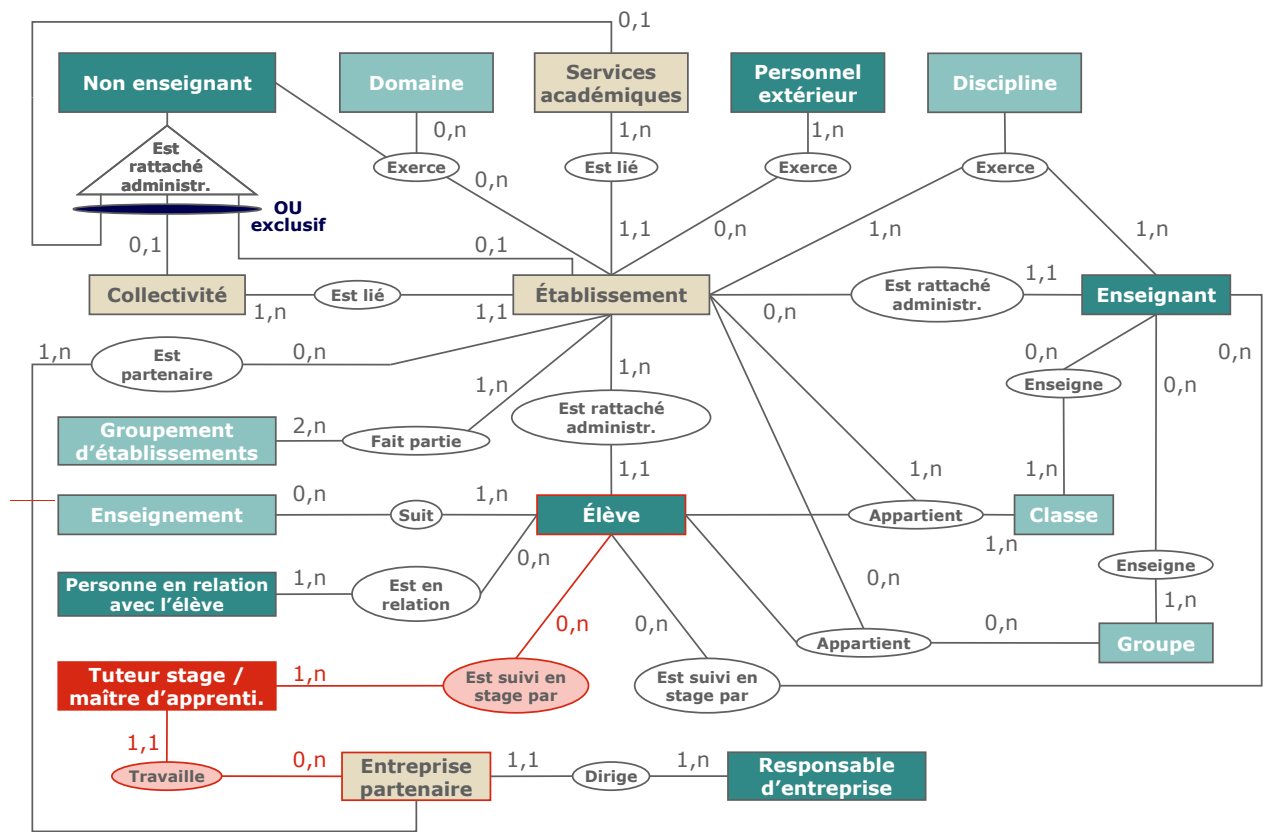 0,1
Non enseignant
Domaine
Services
académiques
Personnel
extérieur
Discipline
0,n
1,n
1,n
Est
rattaché
administr.
Exerce
Est lié
Exerce
Exerce
0,n
OU
exclusif
0,1
0,1
1,1
0,n
1,n
1,n
Collectivité
Est lié
Établissement
Est rattaché
administr.
1,1
Enseignant
1,n
1,1
0,n
1,n
Est
partenaire
0,n
0,n
0,n
0,n
1,n
1,n
Enseigne
Groupement
d'établissements
2,n
Fait partie
Est rattaché
administr.
1,1
1,n
1,n
Enseignement
0,n
Suit
1,n
Élève
Appartient
Classe
1,n
0,n
Personne en relation
avec l'élève
1,n
Est en
relation
0,n
Enseigne
1,n
0,n
0,n
0,n
Appartient
Groupe
Tuteur stage /
maître d'apprenti.
1,n
Est suivi en
stage par
Est suivi en
stage par
1,1
Travaille
0,n
Entreprise
partenaire
1,1
Dirige
1,n
Responsable
d'entreprise